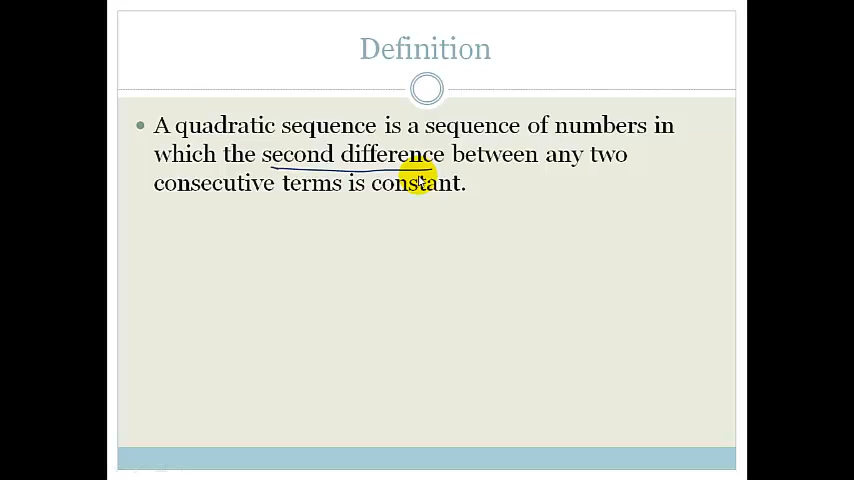 Definition
A quadratic sequence is a sequence of numbers in
which the second difference between any two
consecutive terms is constant.